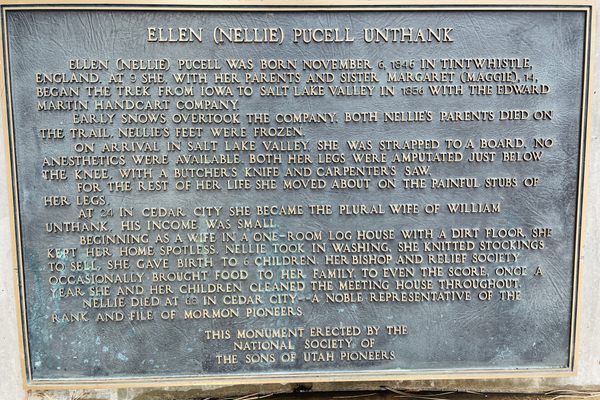 ELLEN (NELLIE) PUCELL UNTHANK
ELLEN (NELLIE) PUCELL WAS BORN NOVEMBER 6, 1846 IN TINTWHISTLE,
ENGLAND. AT 9 SHE, WITH HER PARENTS AND SISTER MARGARET (MAGGIE), 14,
BEGAN THE TREK FROM IOWA TO SALT LAKE VALLEY IN 1856 WITH THE EDWARD
MARTIN HANDCART COMPANY.
EARLY SNOWS OVERTOOK THE COMPANY. BOTH NELLIE'S PARENTS DIED ON
THE TRAIL. NELLIE'S FEET WERE FROZEN.
ON ARRIVAL IN SALT LAKE VALLEY, SHE WAS STRAPPED TO A BOARD. NO
ANESTHETICS WERE AVAILABLE. BOTH HER LEGS WERE AMPUTATED JUST BELOW
THE KNEE, WITH A BUTCHER'S KNIFE AND CARPENTER'S SAW.
FOR THE REST OF HER LIFE SHE MOVED ABOUT ON THE PAINFUL STUBS OF
HER LEGS.
AT 24 IN CEDAR CITY SHE BECAME THE PLURAL WIFE OF WILLIAM
UNTHANK. HIS INCOME WAS SMALL.
BEGINNING AS A WIFE IN A ONE-ROOM LOG HOUSE WITH A DIRT FLOOR, SHE
KEPT HER HOME SPOTLESS. NELLIE TOOK IN WASHING, SHE KNITTED STOCKINGS
TO SELL, SHE GAVE BIRTH TO 6 CHILDREN. HER BISHOP AND RELIEF SOCIETY
OCCASIONALLY BROUGHT FOOD TO HER FAMILY. TO EVEN THE SCORE, ONCE A
YEAR SHE AND HER CHILDREN CLEANED THE MEETING HOUSE THROUGHOUT.
NELLIE DIED AT 68 IN CEDAR CITY--A NOBLE REPRESENTATIVE OF THE
RANK AND FILE OF MORMON PIONEERS.
THIS MONUMENT ERECTED BY THE
NATIONAL SOCIETY OF
THE SONS OF UTAH PIONEERS